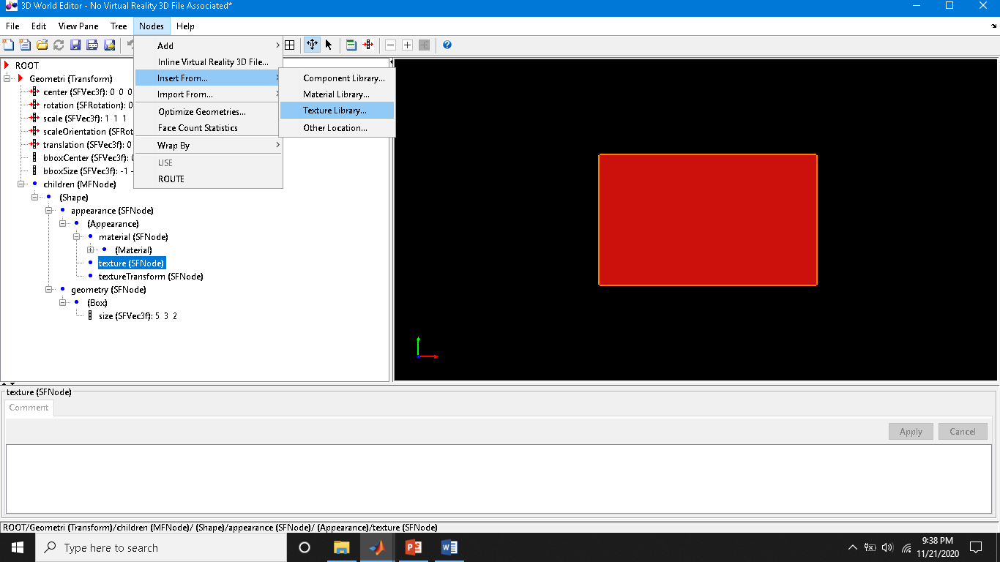 3D World Editor - No Virtual Reality 3D File Associated*
File Edit View Pane Tree Nodes Help
Add
Inline Virtual Reality 3D File...
Insert From...
Import From...
Optimize Geometries...
Face Count Statistics
Wrap By
USE
ROUTE
Component Library...
Material Library...
Texture Library...
Other Location...
ROOT
Geometri (Transform)
center (SFVec3f): 0 0 0
rotation (SFRotation): 0
scale (SFVec3f): 1 1 1
scaleOrientation (SFRot
translation (SFVec3f): 0
bboxCenter (SFVec3f):
bboxSize (SFVec3f): -1 -
children (MFNode)
(Shape)
appearance (SFNode)
(Appearance)
material (SFNode)
(Material)
texture (SFNode)
textureTransform (SFNode)
geometry (SFNode)
(Box)
size (SFVec3f): 5 3 2
texture (SFNode)
Comment
Apply Cancel
ROOT/Geometri (Transform)/children (MFNode)/ (Shape)/appearance (SFNode)/ (Appearance)/texture (SFNode)
Type here to search
9:38 PM
11/21/2020